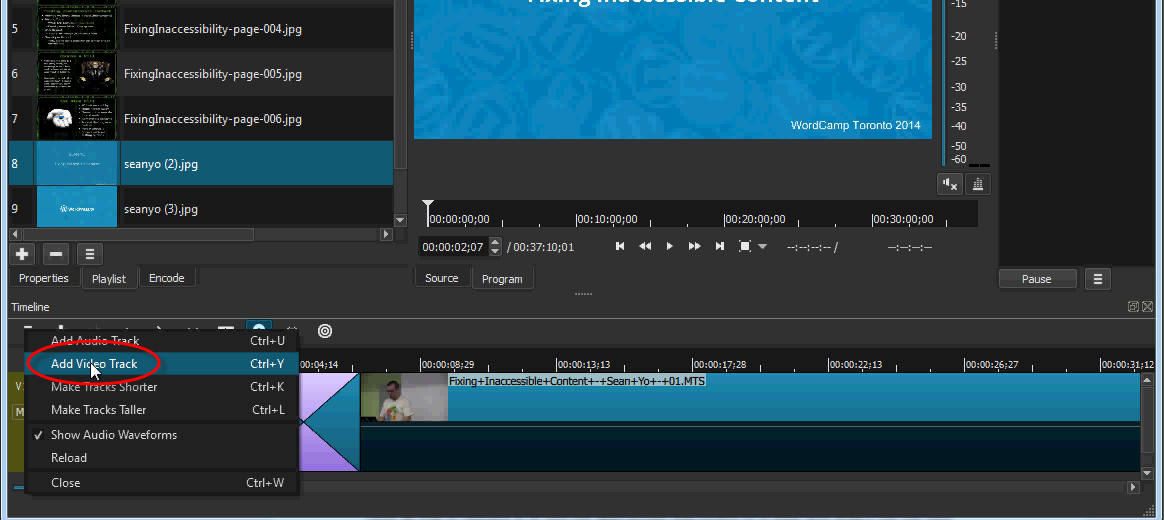 5 FixingInaccessibility-page-004.jpg
6 FixingInaccessibility-page-005.jpg
7 FixingInaccessibility-page-006.jpg
8 seanyo (2).jpg
9 seanyo (3).jpg
Properties Playlist Encode
Fixing Inaccessible Content
WordCamp Toronto 2014
00:00:00;00 00:10:00;00 00:20:00;00 00:30:00;00
00:00:02;07 / 00:37:10;01 --:--:--:-- / --:--:--:--
Source Program
-15
-20
-25
-30
-35
-40
-50
-60
Pause
Timeline
Add Audio Track Ctrl+U
Add Video Track Ctrl+Y
Make Tracks Shorter Ctrl+K
Make Tracks Taller Ctrl+L
Show Audio Waveforms
Reload
Close Ctrl+W
00:04;14 00:00:08;29 00:00:13;13 00:00:17;28 00:00:22;13 00:00:26;27 00:00:31;12
Fixing+Inaccessible+Content+-+Sean+Yo+-+01.MTS